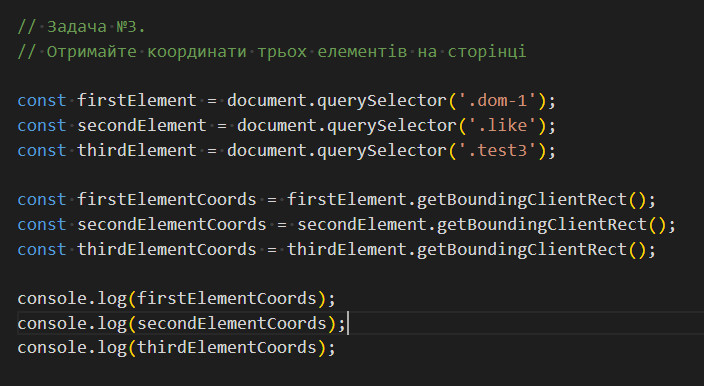 // Задача №3.
// Отримайте координати трьох елементів на сторінці
const firstElement = document.querySelector('.dom-1');
const secondElement = document.querySelector('.like');
const thirdElement = document.querySelector('.test3');
const firstElementCoords = firstElement.getBoundingClientRect();
const secondElementCoords = secondElement.getBoundingClientRect();
const thirdElementCoords = thirdElement.getBoundingClientRect();
console.log(firstElementCoords);
console.log(secondElementCoords);
console.log(thirdElementCoords);